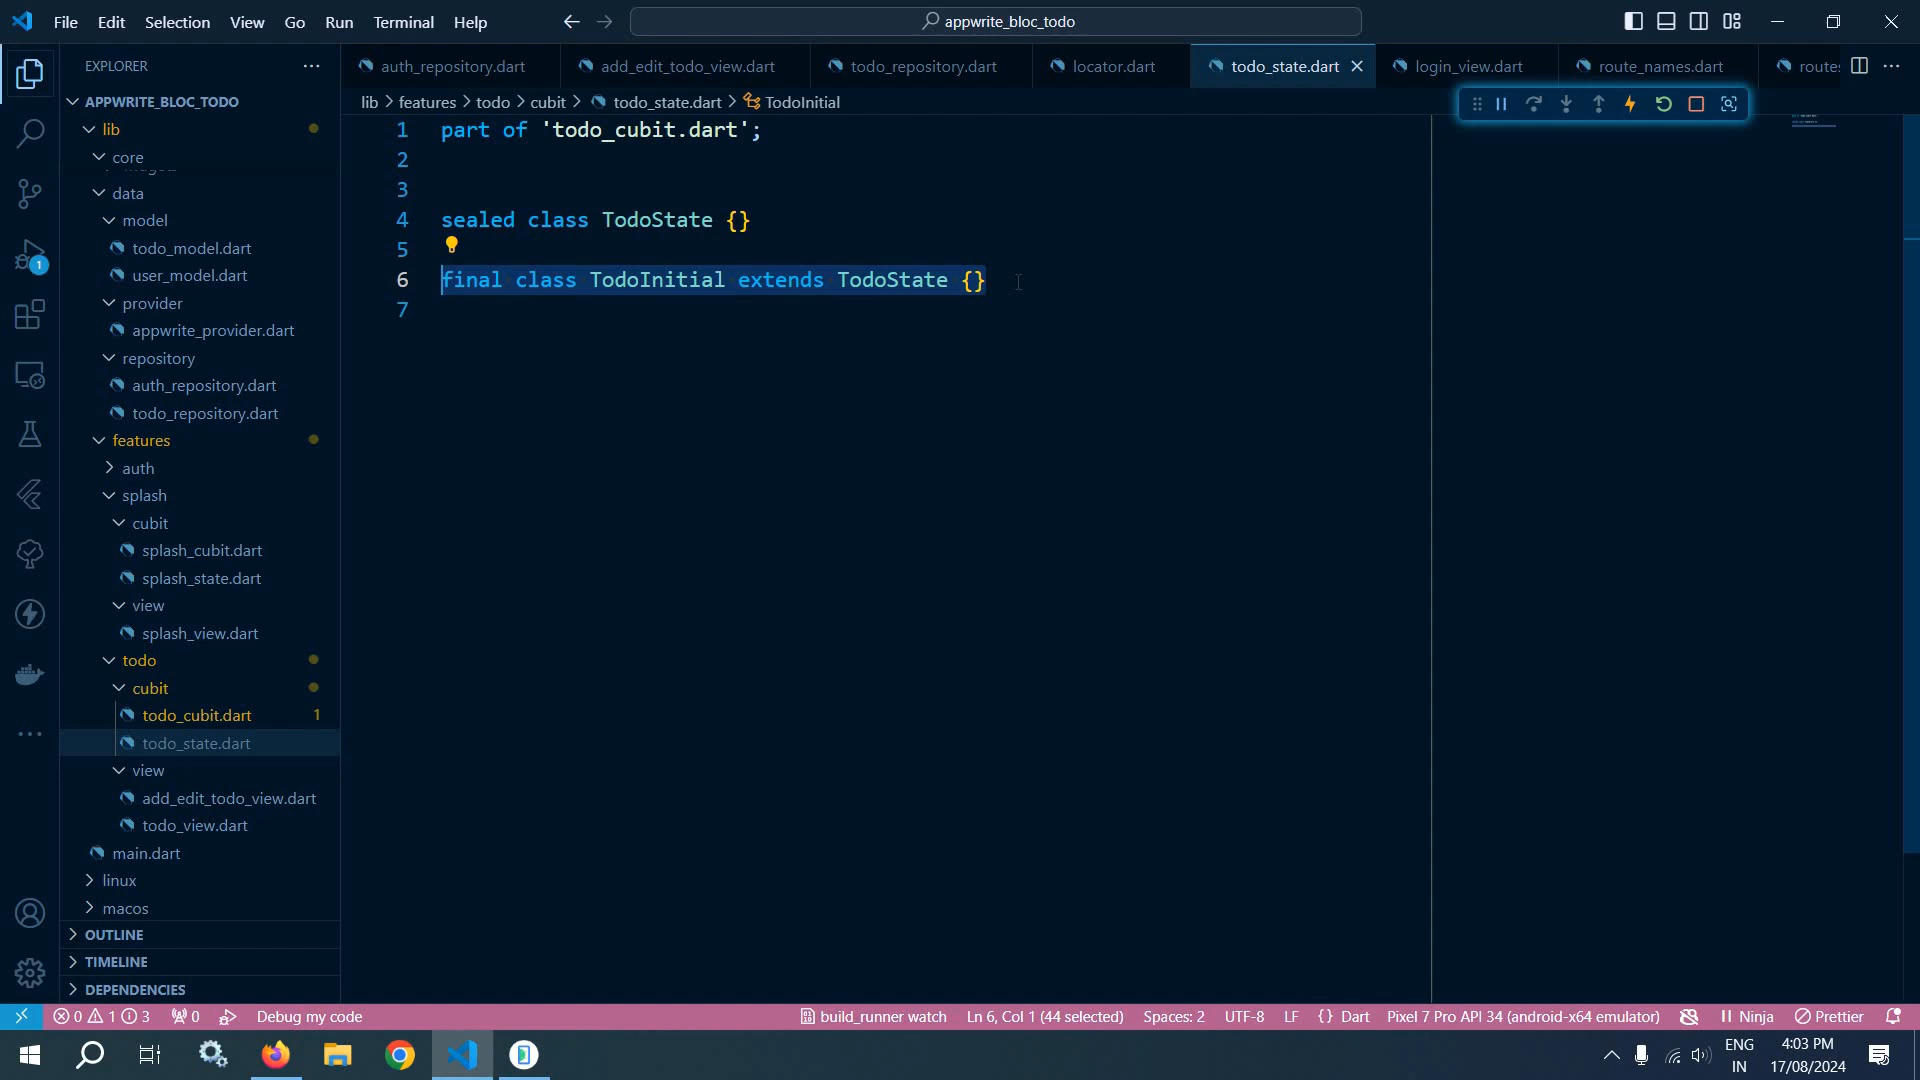 File Edit Selection View Go Run Terminal Help
appwrite_bloc_todo
EXPLORER
auth_repository.dart add_edit_todo_view.dart todo_repository.dart locator.dart todo_state.dart login_view.dart route_names.dart routes
lib > features > todo > cubit > todo_state.dart > TodoInitial
APPWRITE_BLOC_TODO
lib
core
data
model
todo_model.dart
user_model.dart
provider
appwrite_provider.dart
repository
auth_repository.dart
todo_repository.dart
features
auth
splash
cubit
splash_cubit.dart
splash_state.dart
view
splash_view.dart
todo
cubit
todo_cubit.dart 1
todo_state.dart
view
add_edit_todo_view.dart
todo_view.dart
main.dart
linux
macos
OUTLINE
TIMELINE
DEPENDENCIES
1
1 part of 'todo_cubit.dart';
2
3
4 sealed class TodoState {}
5
6 final class TodoInitial extends TodoState {}
7
0 1 3 0 Debug my code build_runner watch Ln 6, Col 1 (44 selected) Spaces: 2 UTF-8 LF {} Dart Pixel 7 Pro API 34 (android-x64 emulator) Ninja Prettier
ENG
IN
4:03 PM
17/08/2024